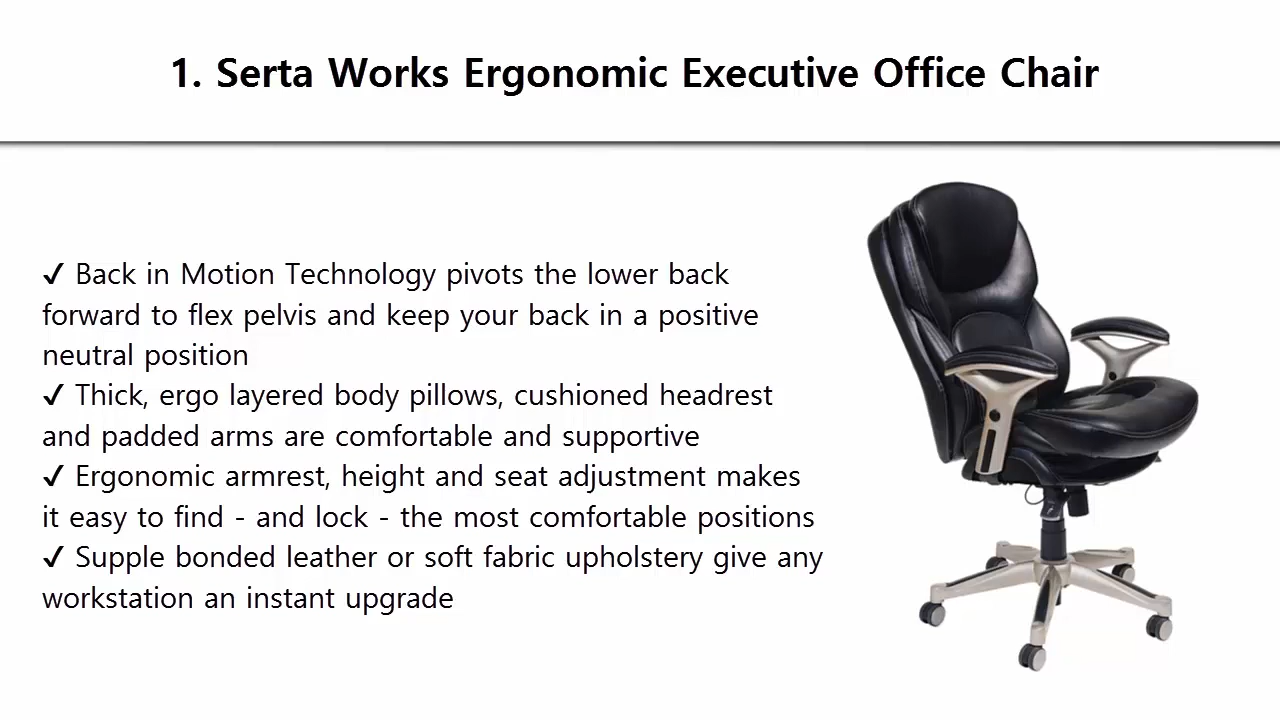 1. Serta Works Ergonomic Executive Office Chair
✔ Back in Motion Technology pivots the lower back
forward to flex pelvis and keep your back in a positive
neutral position
✔ Thick, ergo layered body pillows, cushioned headrest
and padded arms are comfortable and supportive
✔ Ergonomic armrest, height and seat adjustment makes
it easy to find - and lock - the most comfortable positions
✔ Supple bonded leather or soft fabric upholstery give any
workstation an instant upgrade